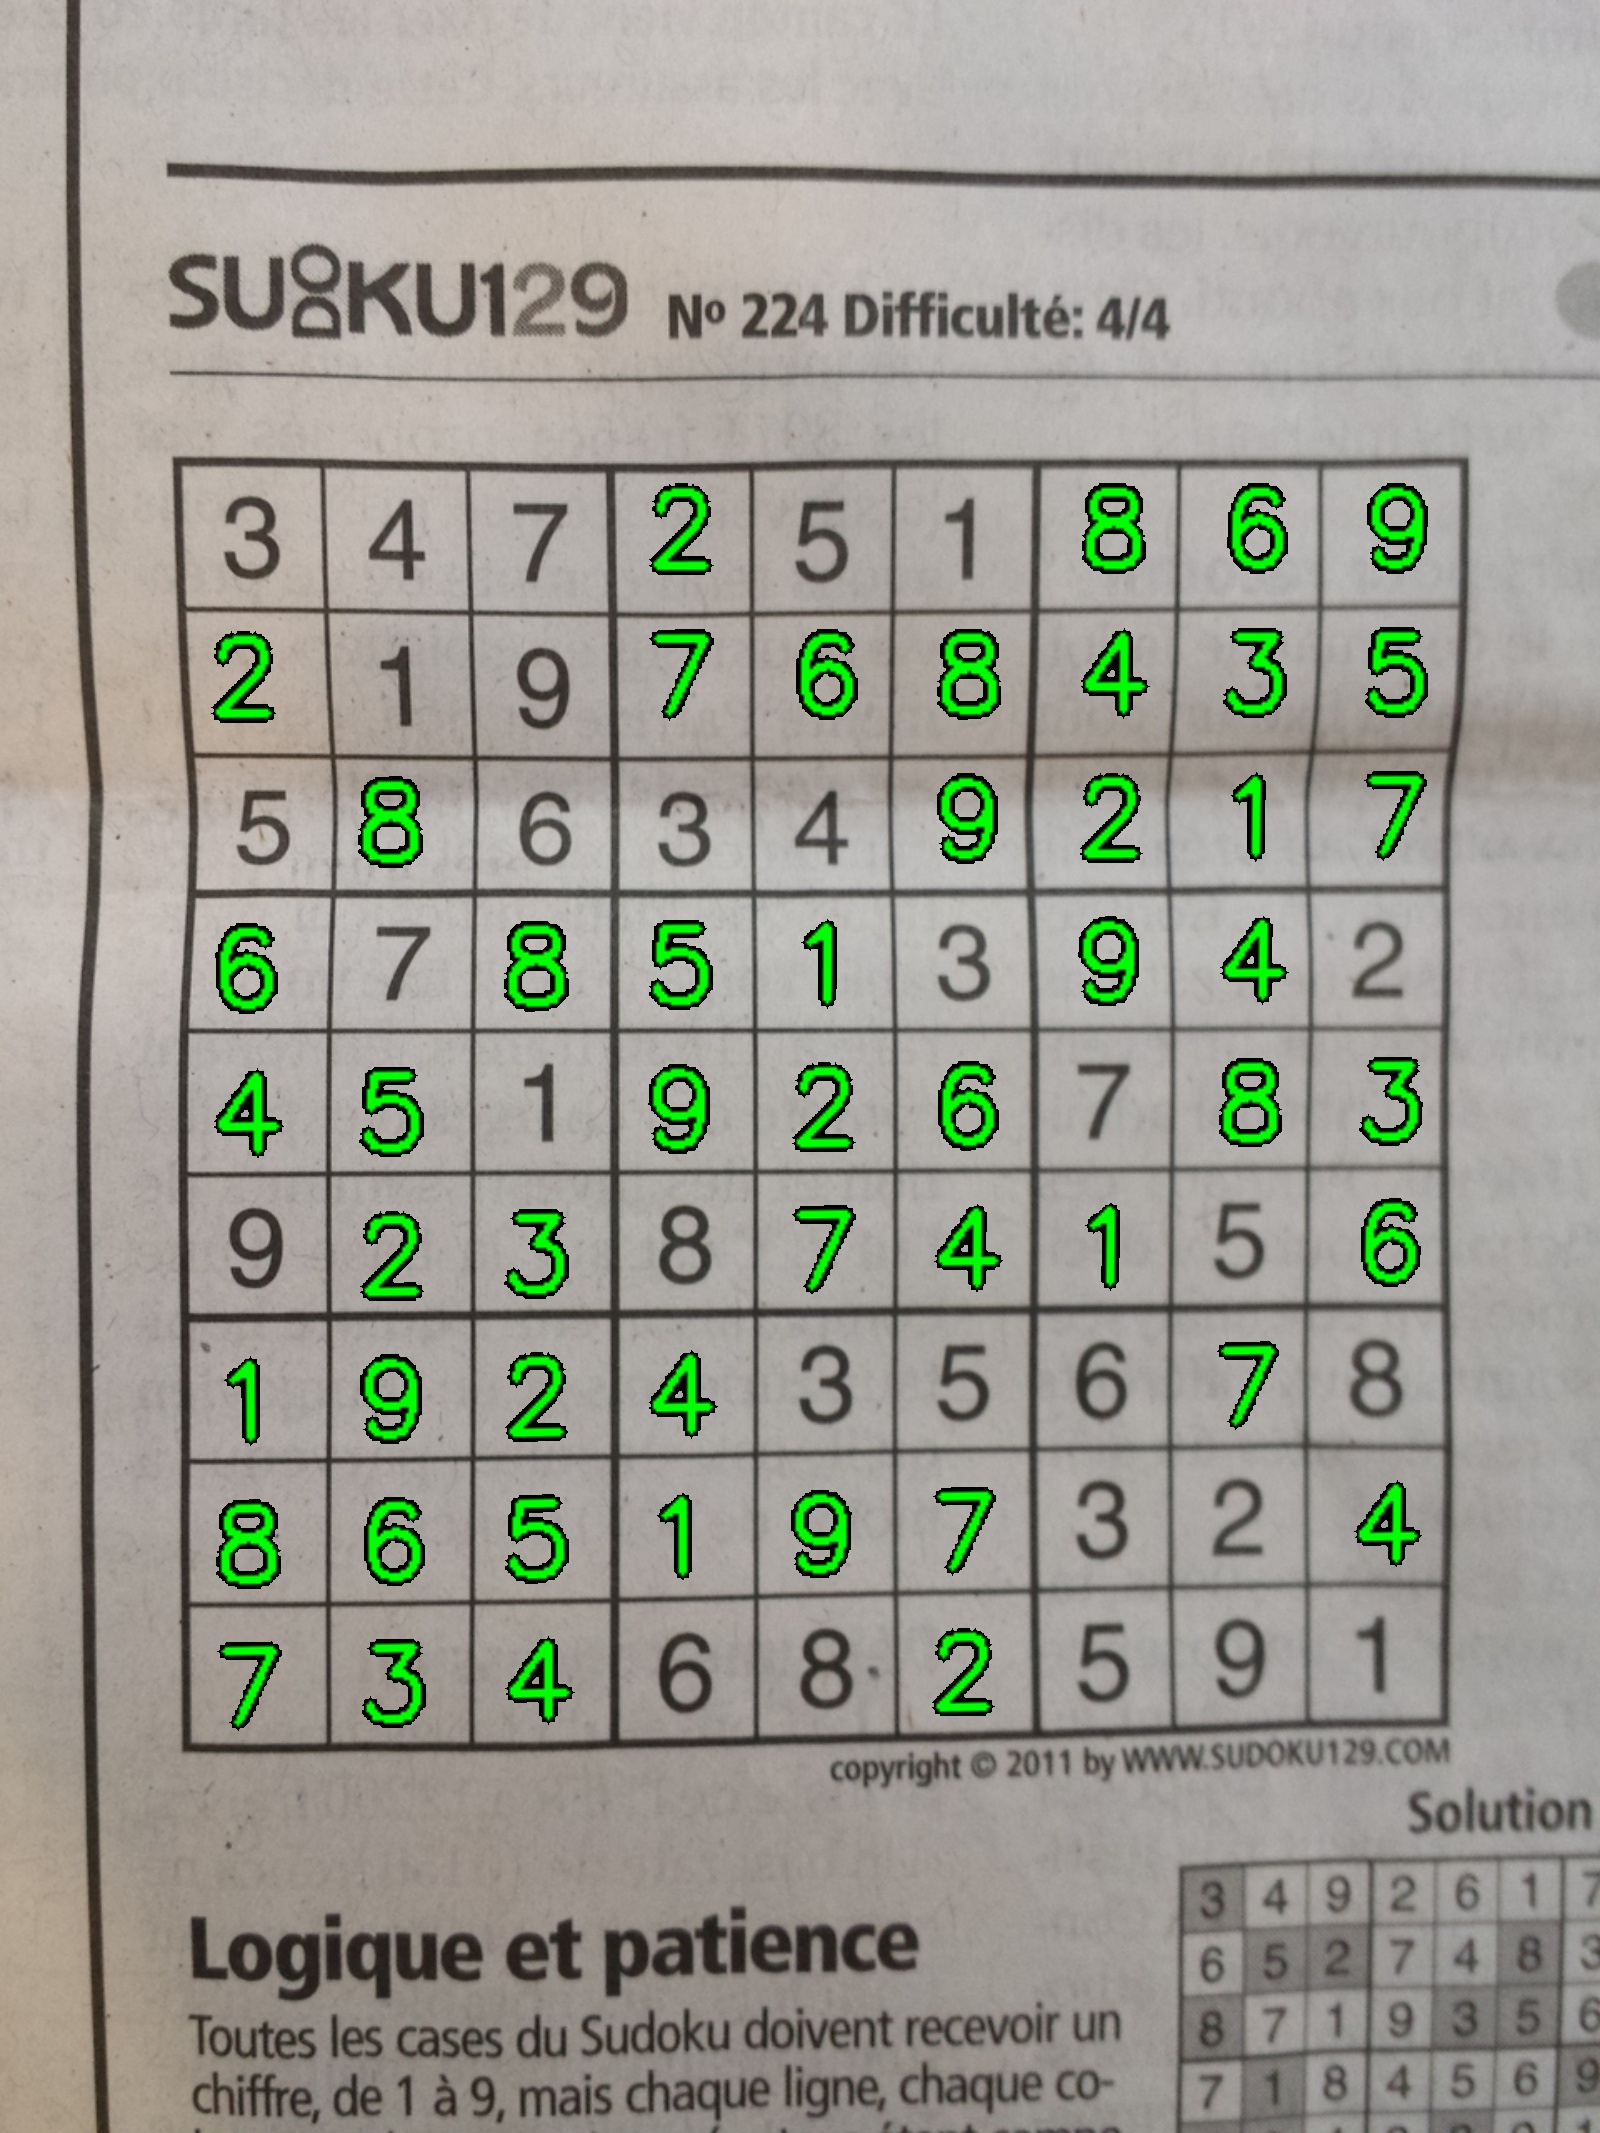 SUDOKU129 Nº 224 Difficulté: 4/4
3 4 7 2 5 1 8 6 9
2 1 9 7 6 8 4 3 5
5 8 6 3 4 9 2 1 7
6 7 8 5 1 3 9 4 2
4 5 1 9 2 6 7 8 3
9 2 3 8 7 4 1 5 6
1 9 2 4 3 5 6 7 8
8 6 5 1 9 7 3 2 4
7 3 4 6 8 2 5 9 1
copyright © 2011 by WWW.SUDOKU129.COM
Solution
3 4 9 2 6 1 7
6 5 2 7 4 8 3
8 7 1 9 3 5 6
7 1 8 4 5 6 9
Logique et patience
Toutes les cases du Sudoku doivent recevoir un
chiffre, de 1 à 9, mais chaque ligne, chaque co-